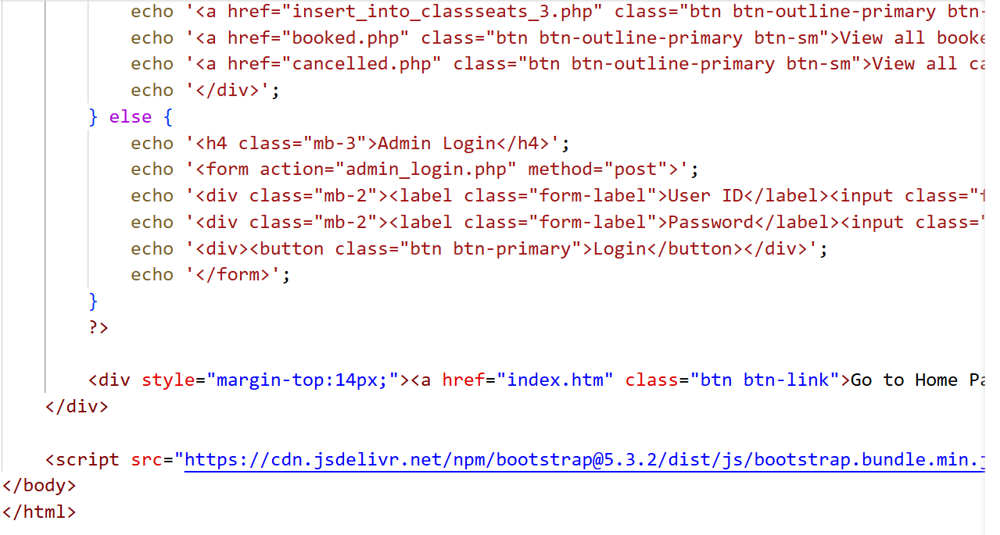 echo '<a href="insert_into_classseats_3.php" class="btn btn-outline-primary btn-
echo '<a href="booked.php" class="btn btn-outline-primary btn-sm">View all booke
echo '<a href="cancelled.php" class="btn btn-outline-primary btn-sm">View all ca
echo '</div>';
} else {
echo '<h4 class="mb-3">Admin Login</h4>';
echo '<form action="admin_login.php" method="post">';
echo '<div class="mb-2"><label class="form-label">User ID</label><input class="f
echo '<div class="mb-2"><label class="form-label">Password</label><input class="
echo '<div><button class="btn btn-primary">Login</button></div>';
echo '</form>';
}
?>
<div style="margin-top:14px;"><a href="index.htm" class="btn btn-link">Go to Home Pa
</div>
<script src="https://cdn.jsdelivr.net/npm/bootstrap@5.3.2/dist/js/bootstrap.bundle.min.j
</body>
</html>